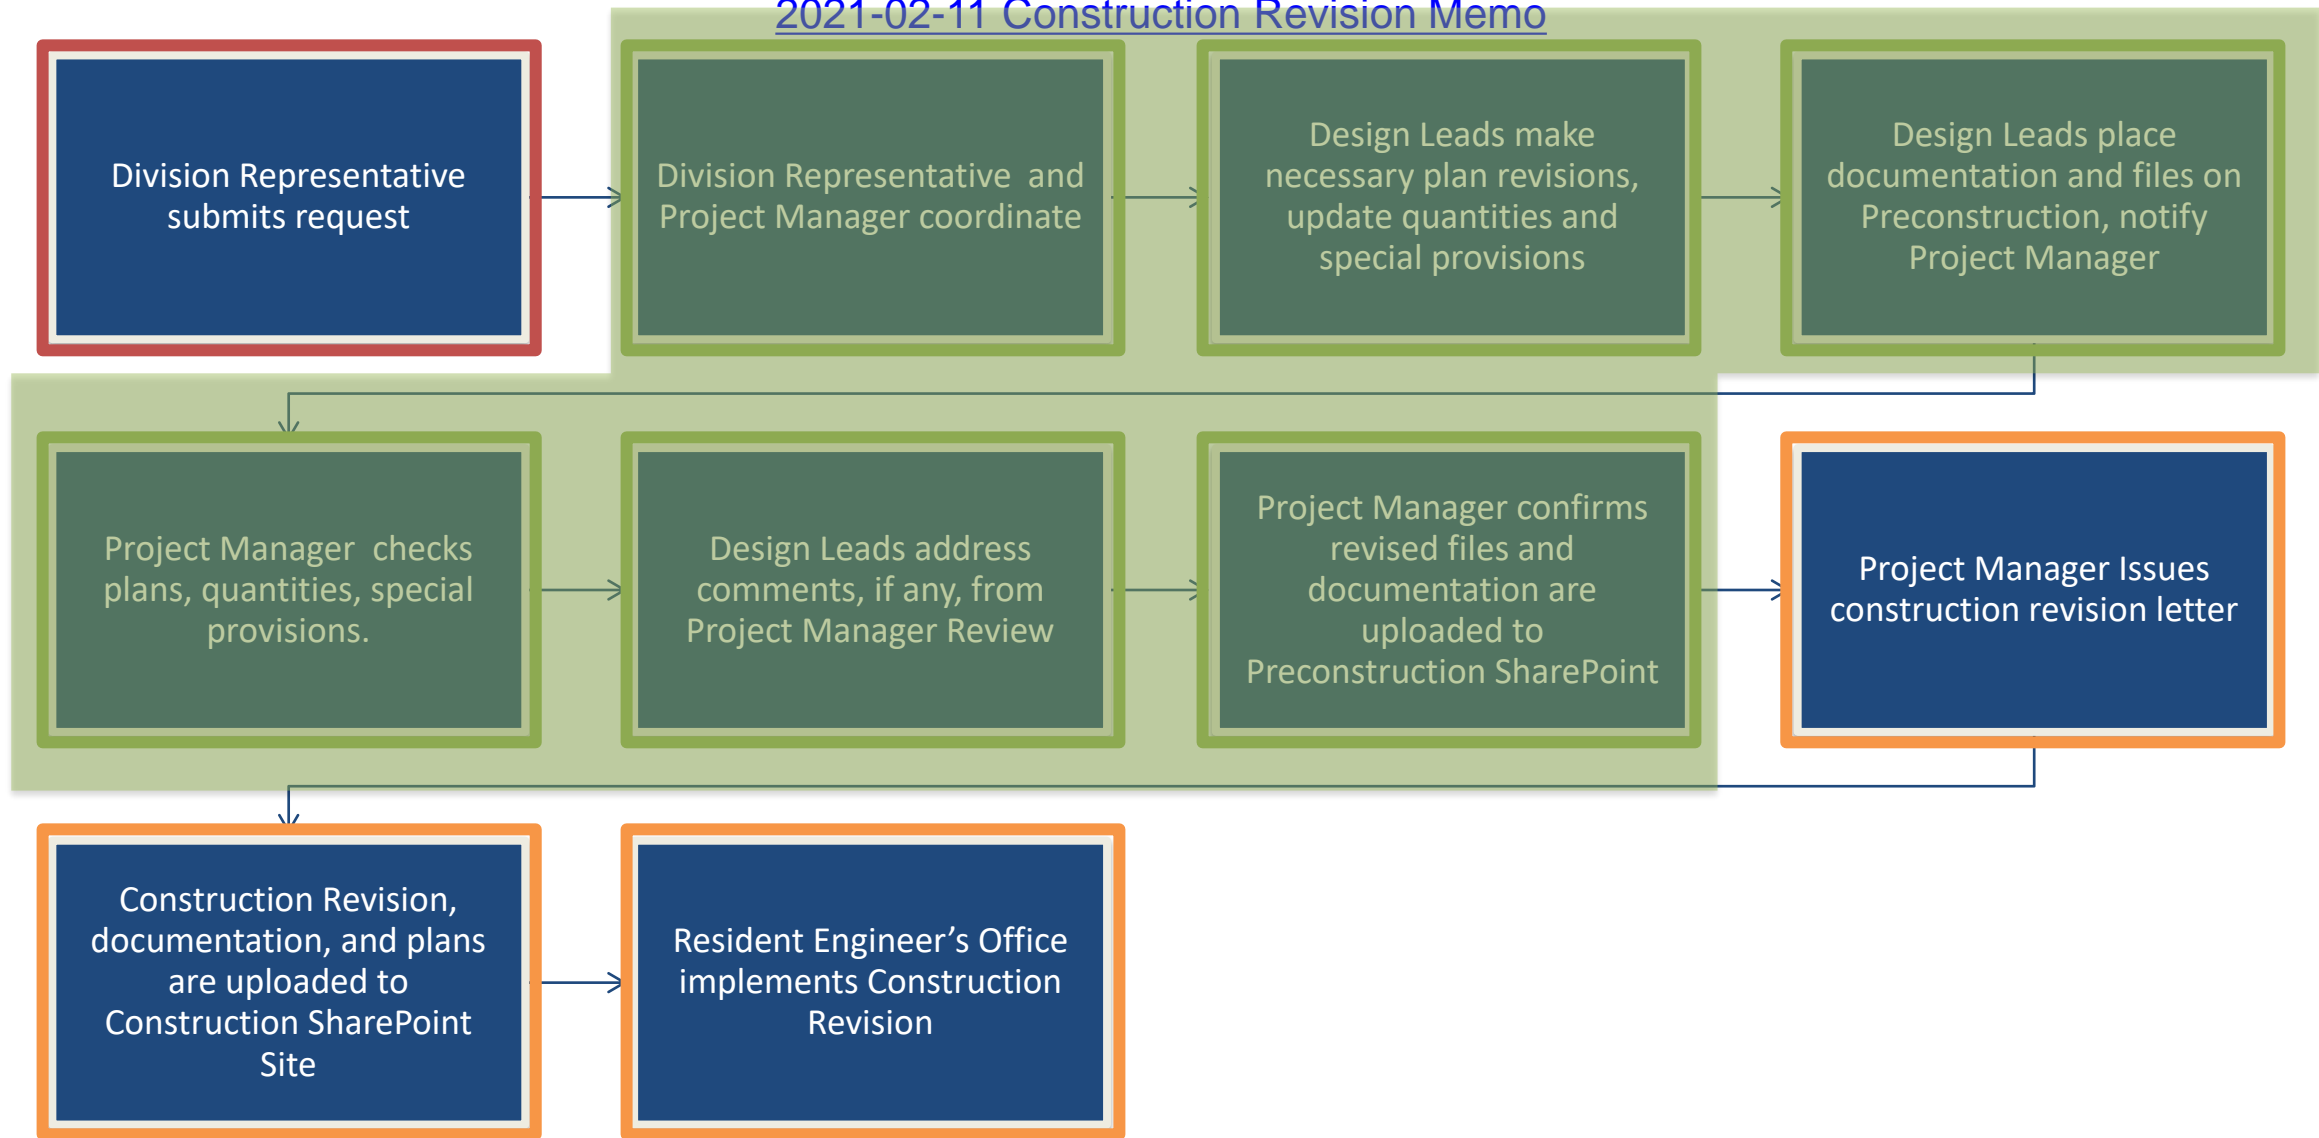 2021-02-11 Construction Revision Memo
Division Representative
submits request
Division Representative  and
Project Manager coordinate
Design Leads make
necessary plan revisions,
update quantities and
special provisions
Design Leads place
documentation and files on
Preconstruction, notify
Project Manager
Project Manager  checks
plans, quantities, special
provisions.
Design Leads address
comments, if any, from
Project Manager Review
Project Manager confirms
revised files and
documentation are
uploaded to
Preconstruction SharePoint
Project Manager Issues
construction revision letter
Construction Revision,
documentation, and plans
are uploaded to
Construction SharePoint
Site
Resident Engineer’s Office
implements Construction
Revision